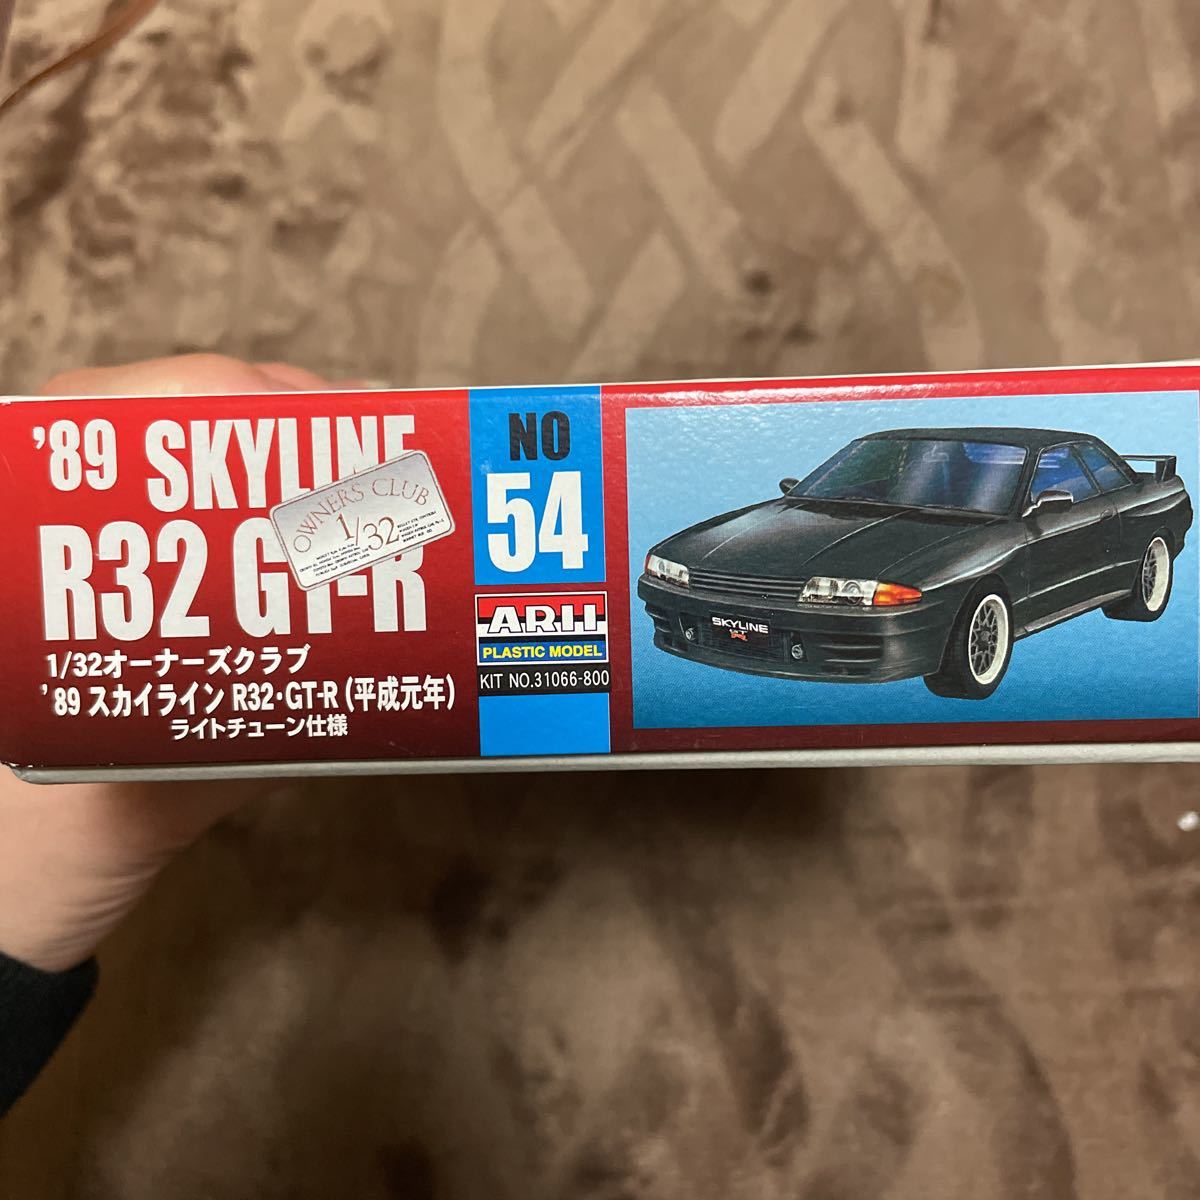 '89 SKYLINE
R32 GT-R
OWNERS CLUB
1/32
1/32オーナーズクラブ
'89 スカイライン R32・GT-R (平成元年)
ライトチューン仕様
NO
54
ARII
PLASTIC MODEL
KIT NO.31066-800
SKYLINE